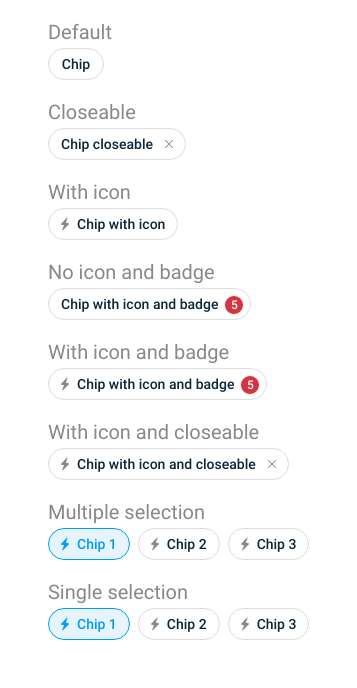 Default
Chip
Closeable
Chip closeable
With icon
Chip with icon
No icon and badge
Chip with icon and badge 5
With icon and badge
Chip with icon and badge 5
With icon and closeable
Chip with icon and closeable
Multiple selection
Chip 1 Chip 2 Chip 3
Single selection
Chip 1 Chip 2 Chip 3